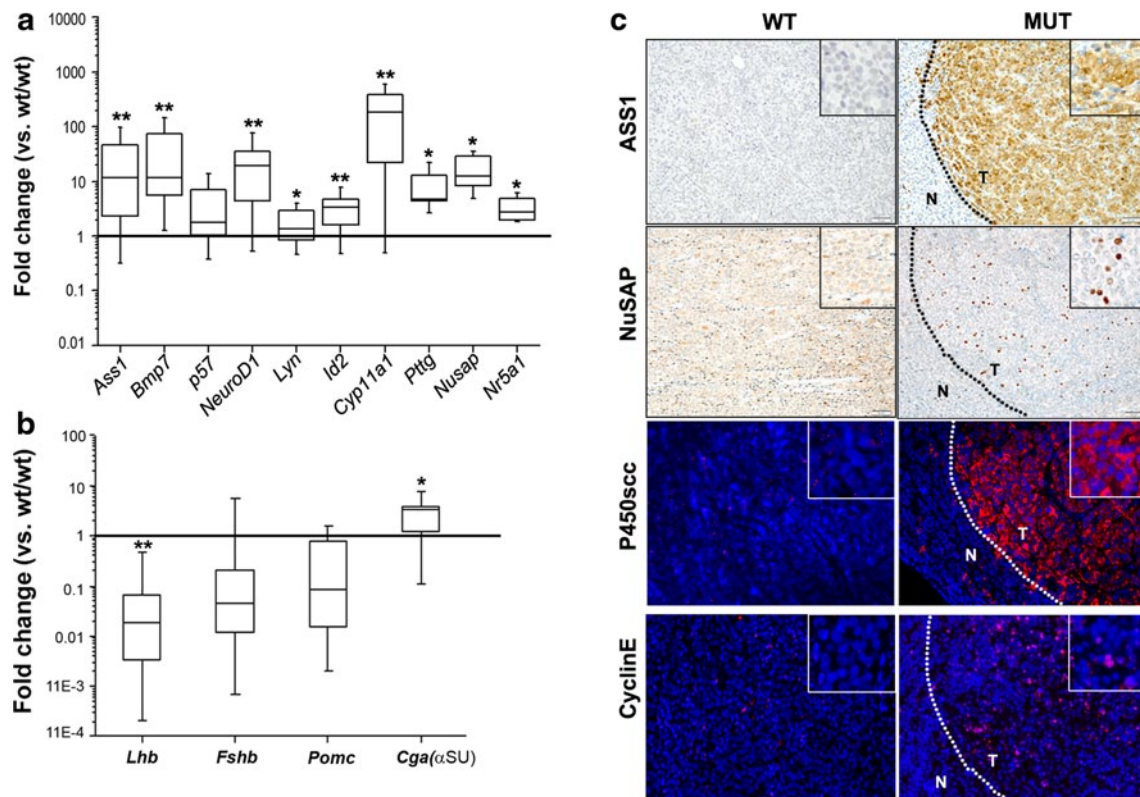 a
Fold change (vs. wt/wt)
10000
1000
100
10
1
0.1
0.01
**
**
**
*
**
**
*
*
*
Ass1
Bmp7
p57
NeuroD1
Lyn
Id2
Cyp11a1
Pttg
Nusap
Nr5a1
b
Fold change (vs. wt/wt)
100
10
1
0.1
0.01
11E-3
11E-4
**
*
Lhb
Fshb
Pomc
Cga(αSU)
c
WT
MUT
ASS1
N
T
NuSAP
N
T
P450scc
N
T
CyclinE
N
T